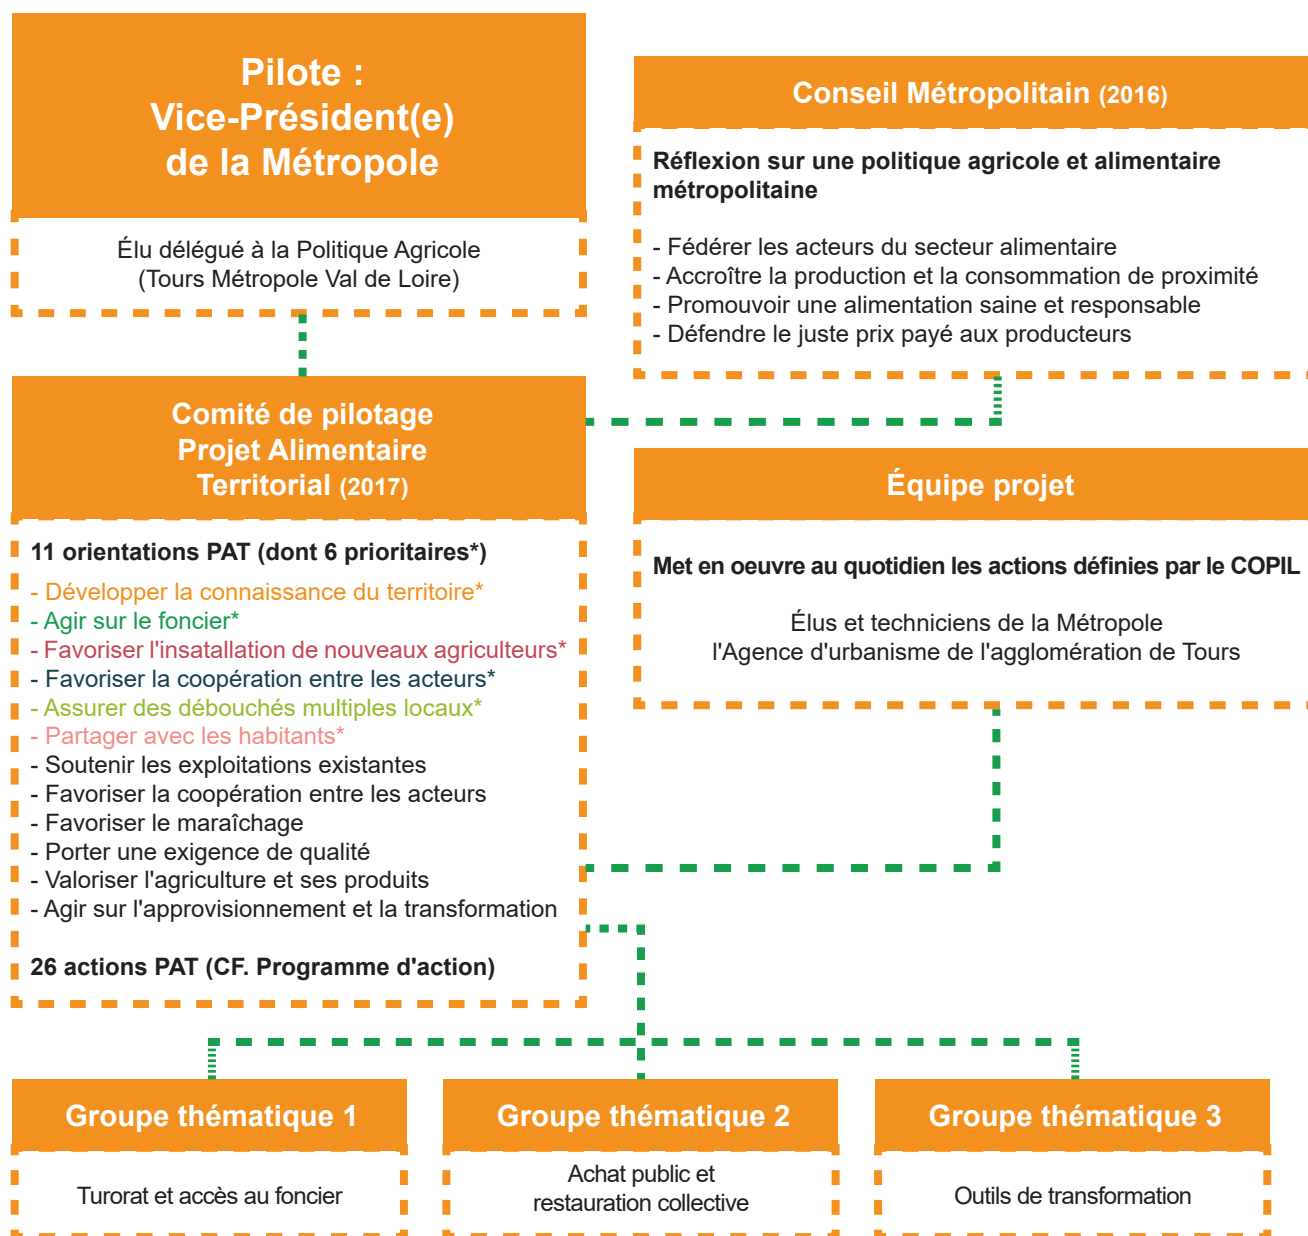 Pilote :
Vice-Président(e)
de la Métropole
Élu délégué à la Politique Agricole
(Tours Métropole Val de Loire)
Conseil Métropolitain (2016)
Réflexion sur une politique agricole et alimentaire
métropolitaine
- Fédérer les acteurs du secteur alimentaire
- Accroître la production et la consommation de proximité
- Promouvoir une alimentation saine et responsable
- Défendre le juste prix payé aux producteurs
Comité de pilotage
Projet Alimentaire
Territorial (2017)
11 orientations PAT (dont 6 prioritaires*)
- Développer la connaissance du territoire*
- Agir sur le foncier*
- Favoriser l'insatallation de nouveaux agriculteurs*
- Favoriser la coopération entre les acteurs*
- Assurer des débouchés multiples locaux*
- Partager avec les habitants*
- Soutenir les exploitations existantes
- Favoriser la coopération entre les acteurs
- Favoriser le maraîchage
- Porter une exigence de qualité
- Valoriser l'agriculture et ses produits
- Agir sur l'approvisionnement et la transformation
26 actions PAT (CF. Programme d'action)
Équipe projet
Met en oeuvre au quotidien les actions définies par le COPIL
Élus et techniciens de la Métropole
l'Agence d'urbanisme de l'agglomération de Tours
Groupe thématique 1
Turorat et accès au foncier
Groupe thématique 2
Achat public et
restauration collective
Groupe thématique 3
Outils de transformation